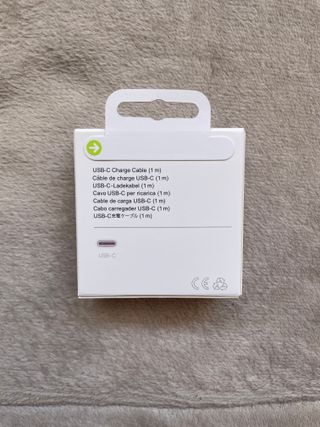 USB-C Charge Cable (1 m)
Câble de charge USB-C (1 m)
USB-C-Ladekabel (1 m)
Cavo USB-C per ricarica (1 m)
Cable de carga USB-C (1 m)
Cabo carregador USB-C (1 m)
USB-C充電ケーブル (1 m)
USB-C
CE